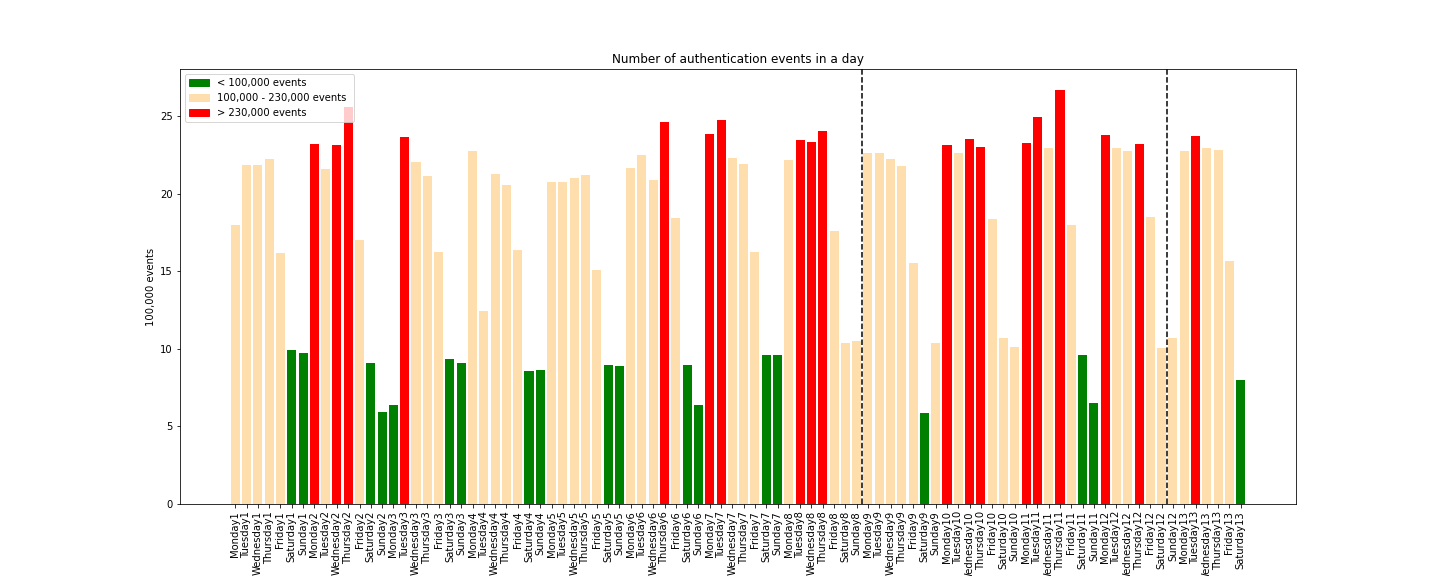 Number of authentication events in a day
< 100,000 events
100,000 - 230,000 events
> 230,000 events
100,000 events
25
20
15
10
5
0
Monday1
Tuesday1
Wednesday1
Thursday1
Friday1
Saturday1
Sunday1
Monday2
Tuesday2
Wednesday2
Thursday2
Friday2
Saturday2
Sunday2
Monday3
Tuesday3
Wednesday3
Thursday3
Friday3
Saturday3
Sunday3
Monday4
Tuesday4
Wednesday4
Thursday4
Friday4
Saturday4
Sunday4
Monday5
Tuesday5
Wednesday5
Thursday5
Friday5
Saturday5
Sunday5
Monday6
Tuesday6
Wednesday6
Thursday6
Friday6
Saturday6
Sunday6
Monday7
Tuesday7
Wednesday7
Thursday7
Friday7
Saturday7
Sunday7
Monday8
Tuesday8
Wednesday8
Thursday8
Friday8
Saturday8
Sunday8
Monday9
Tuesday9
Wednesday9
Thursday9
Friday9
Saturday9
Sunday9
Monday10
Tuesday10
Wednesday10
Thursday10
Friday10
Saturday10
Sunday10
Monday11
Tuesday11
Wednesday11
Thursday11
Friday11
Saturday11
Sunday11
Monday12
Tuesday12
Wednesday12
Thursday12
Friday12
Saturday12
Sunday12
Monday13
Tuesday13
Wednesday13
Thursday13
Friday13
Saturday13